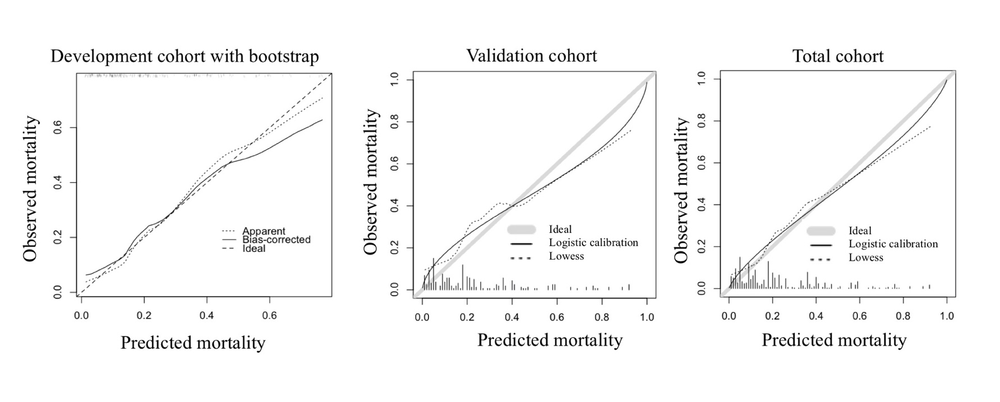 Development cohort with bootstrap
Observed mortality
0.0 0.2 0.4 0.6
Apparent
Bias-corrected
Ideal
0.0 0.2 0.4 0.6
Predicted mortality
Validation cohort
Observed mortality
0.0 0.2 0.4 0.6 0.8 1.0
Ideal
Logistic calibration
Lowess
0.0 0.2 0.4 0.6 0.8 1.0
Predicted mortality
Total cohort
Observed mortality
0.0 0.2 0.4 0.6 0.8 1.0
Ideal
Logistic calibration
Lowess
0.0 0.2 0.4 0.6 0.8 1.0
Predicted mortality